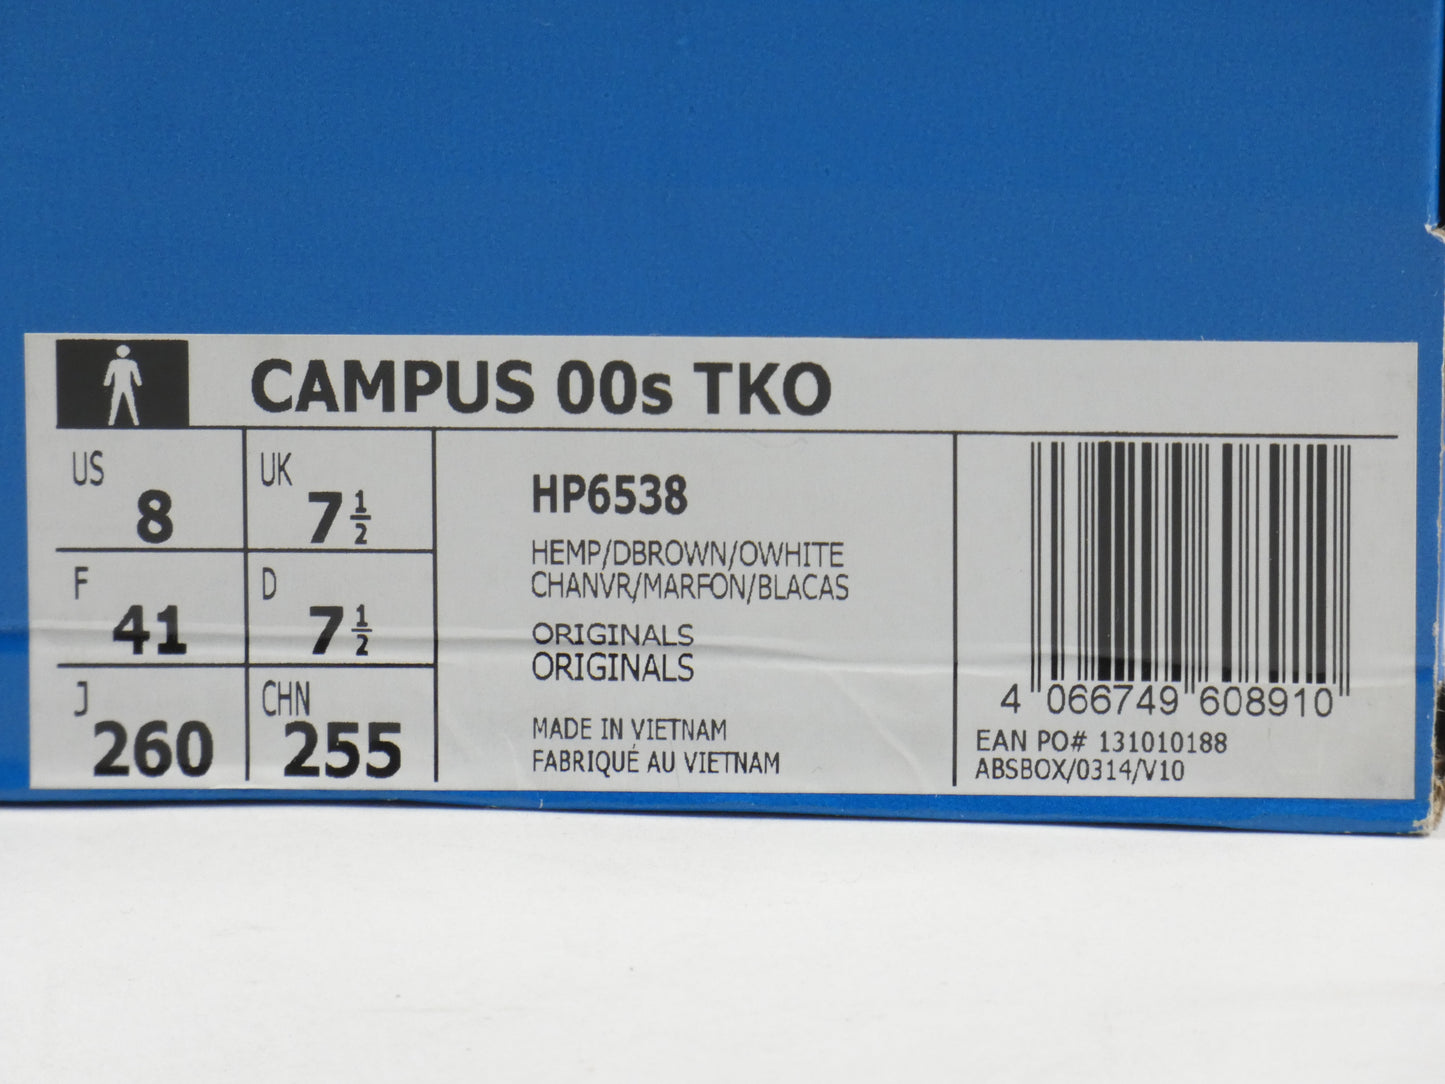 CAMPUS 00s TKO
US 8 UK 7 1/2
F 41 D 7 1/2
J 260 CHN 255
HP6538
HEMP/DBROWN/OWHITE
CHANVR/MARFON/BLACAS
ORIGINALS
ORIGINALS
MADE IN VIETNAM
FABRIQUÉ AU VIETNAM
4 066749 608910
EAN PO# 131010188
ABSBOX/0314/V10